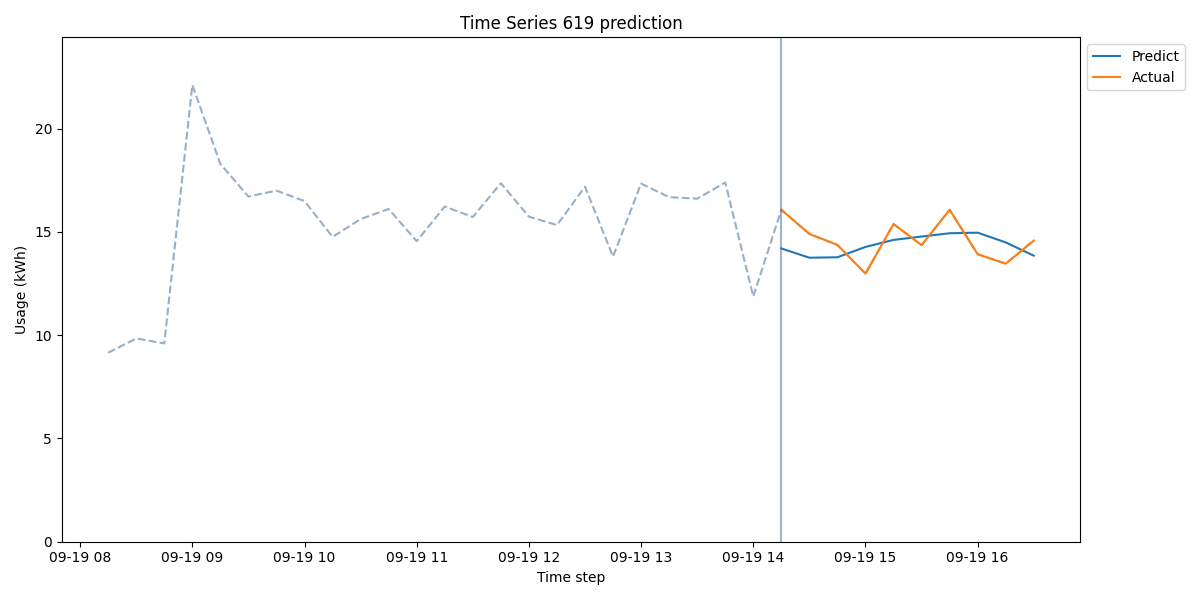 Time Series 619 prediction
Predict
Actual
Usage (kWh)
20
15
10
5
0
09-19 08
09-19 09
09-19 10
09-19 11
09-19 12
09-19 13
09-19 14
09-19 15
09-19 16
Time step